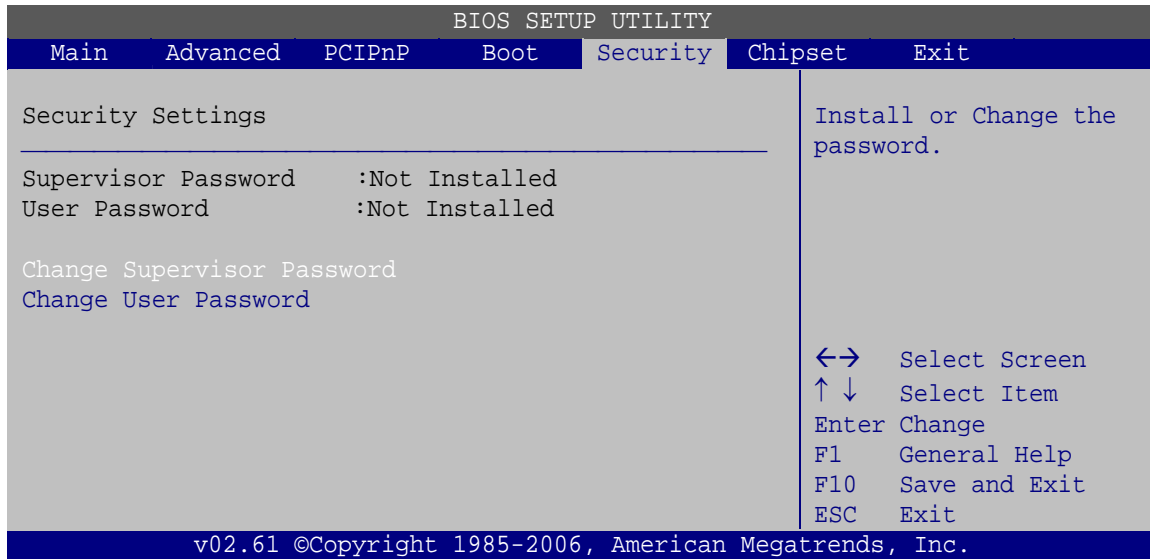 BIOS SETUP UTILITY
Main Advanced PCIPnP Boot Security Chipset Exit
Security Settings
Supervisor Password :Not Installed
User Password :Not Installed
Change Supervisor Password
Change User Password
Install or Change the
password.
←→ Select Screen
↑ ↓ Select Item
Enter Change
F1 General Help
F10 Save and Exit
ESC Exit
v02.61 ©Copyright 1985-2006, American Megatrends, Inc.